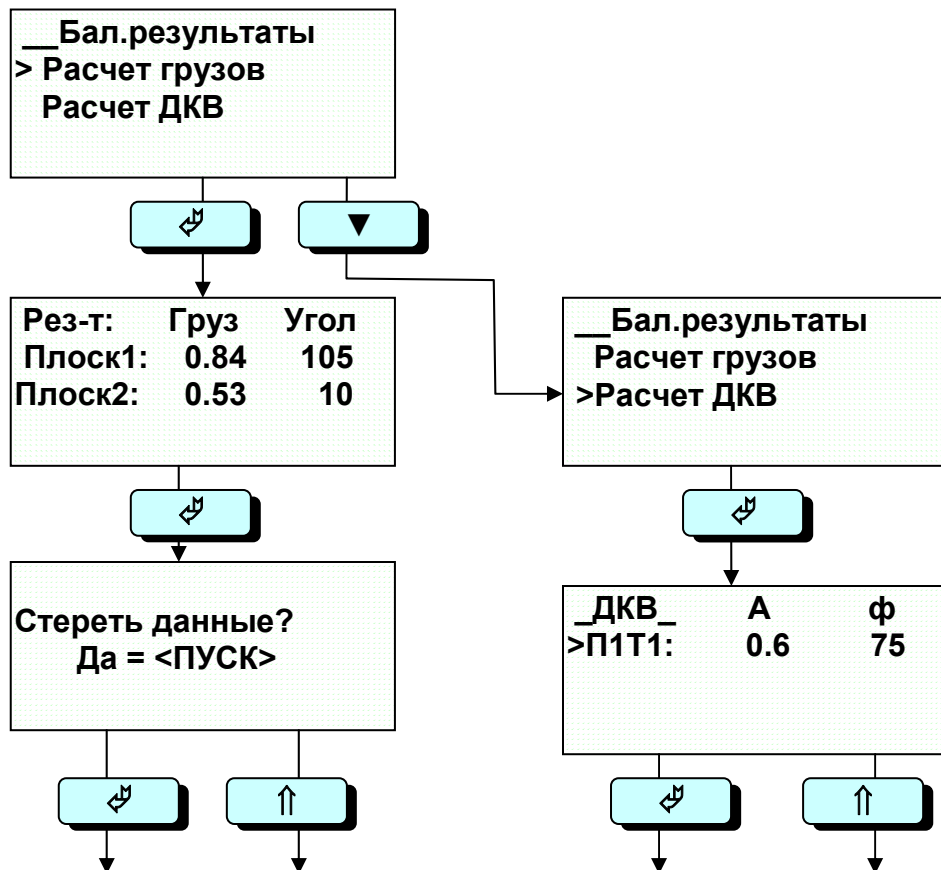 __Бал.результаты
> Расчет грузов
Расчет ДКВ
▼
Рез-т: Груз Угол
Плоск1: 0.84 105
Плоск2: 0.53 10
__Бал.результаты
Расчет грузов
>Расчет ДКВ
Стереть данные?
Да = <ПУСК>
_ДКВ_ А ф
>П1Т1: 0.6 75
⇑ ⇑